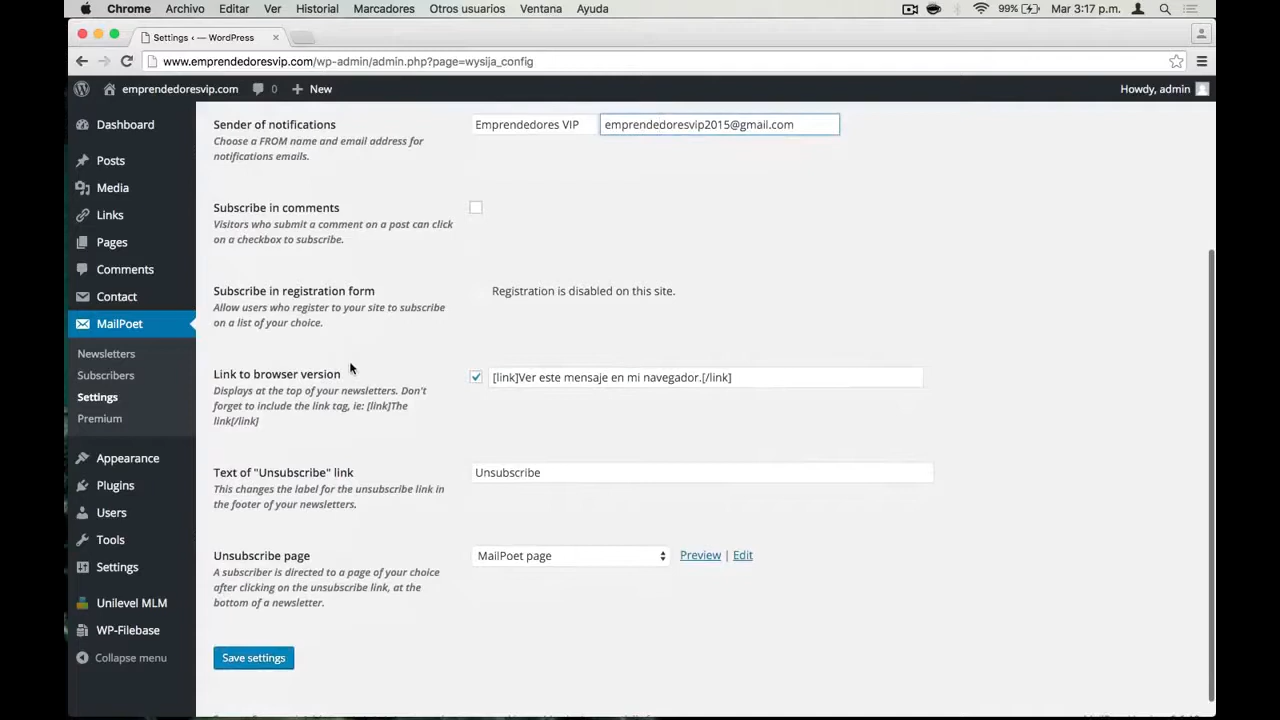 Chrome Archivo Editar Ver Historial Marcadores Otros usuarios Ventana Ayuda 99% Mar 3:17 p.m.
Settings ‹ — WordPress
www.emprendedoresvip.com/wp-admin/admin.php?page=wysija_config
emprendedoresvip.com 0 + New Howdy, admin
Dashboard
Posts
Media
Links
Pages
Comments
Contact
MailPoet
Newsletters
Subscribers
Settings
Premium
Appearance
Plugins
Users
Tools
Settings
Unilevel MLM
WP-Filebase
Collapse menu
Sender of notifications
Choose a FROM name and email address for
notifications emails.
Emprendedores VIP emprendedoresvip2015@gmail.com
Subscribe in comments
Visitors who submit a comment on a post can click
on a checkbox to subscribe.
Subscribe in registration form
Allow users who register to your site to subscribe
on a list of your choice.
Registration is disabled on this site.
Link to browser version
Displays at the top of your newsletters. Don't
forget to include the link tag, ie: [link]The
link[/link]
[link]Ver este mensaje en mi navegador.[/link]
Text of "Unsubscribe" link
This changes the label for the unsubscribe link in
the footer of your newsletters.
Unsubscribe
Unsubscribe page
A subscriber is directed to a page of your choice
after clicking on the unsubscribe link, at the
bottom of a newsletter.
MailPoet page Preview | Edit
Save settings